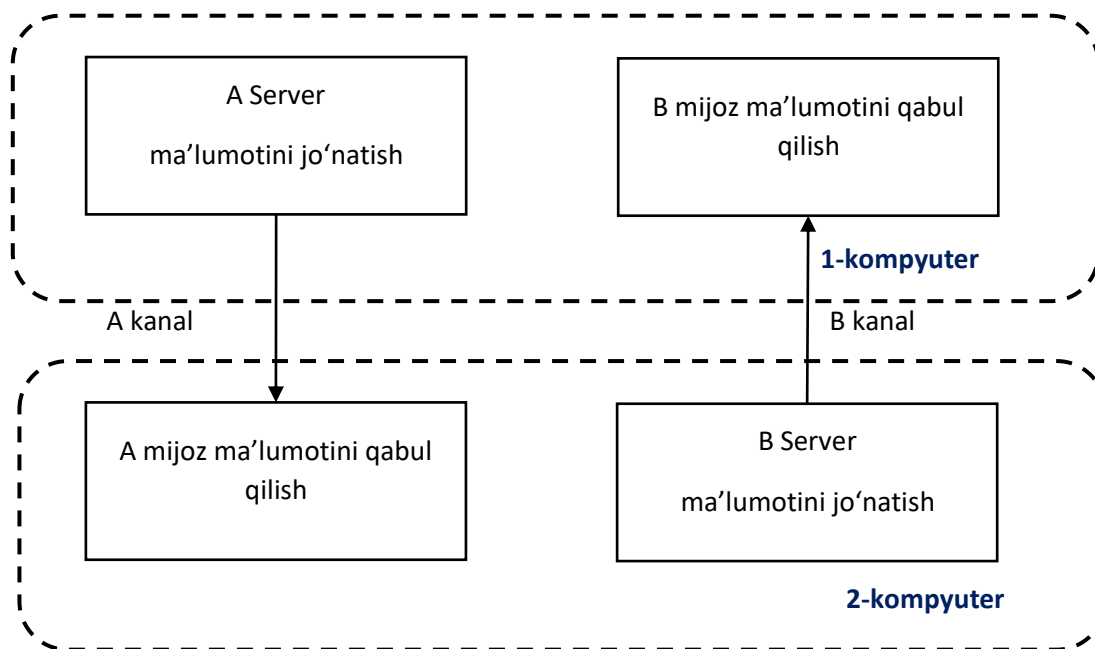 A Server
ma’lumotini jo‘natish
B mijoz ma’lumotini qabul
qilish
1-kompyuter
A kanal
B kanal
A mijoz ma’lumotini qabul
qilish
B Server
ma’lumotini jo‘natish
2-kompyuter